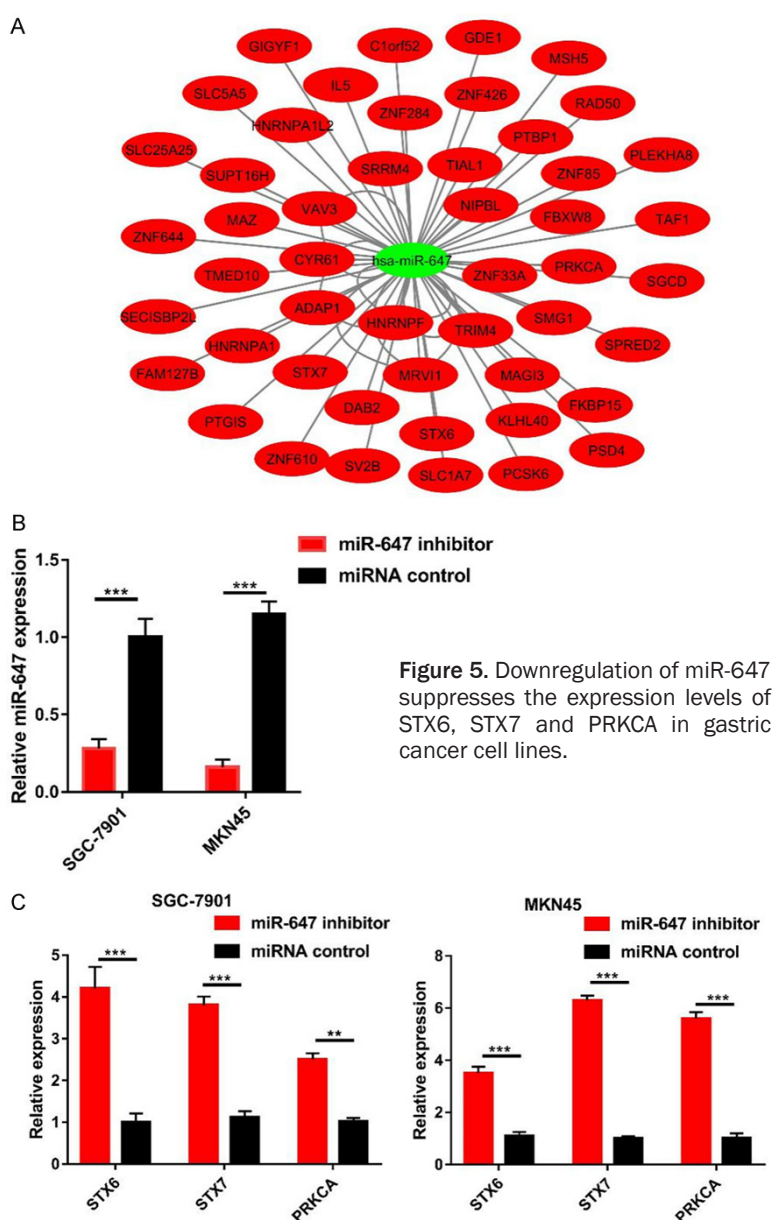 A
GIGYF1
C1orf52
GDE1
MSH5
SLC5A5
IL5
ZNF284
ZNF426
RAD50
HNRNPA1L2
PTBP1
SLC25A25
SRRM4
TIAL1
ZNF85
PLEKHA8
SUPT16H
VAV3
NIPBL
FBXW8
TAF1
MAZ
ZNF644
CYR61
hsa-miR-647
ZNF33A
PRKCA
SGCD
TMED10
SECISBP2L
ADAP1
HNRNPF
TRIM4
SMG1
SPRED2
HNRNPA1
FAM127B
STX7
MRVI1
MAGI3
FKBP15
PTGIS
DAB2
STX6
KLHL40
PSD4
ZNF610
SV2B
SLC1A7
PCSK6
B
miR-647 inhibitor
miRNA control
Relative miR-647 expression
1.5
1.0
0.5
0.0
***
***
SGC-7901
MKN45
Figure 5. Downregulation of miR-647
suppresses the expression levels of
STX6, STX7 and PRKCA in gastric
cancer cell lines.
C
SGC-7901
miR-647 inhibitor
miRNA control
Relative expression
5
4
3
2
1
0
***
***
**
STX6
STX7
PRKCA
MKN45
miR-647 inhibitor
miRNA control
Relative expression
8
6
4
2
0
***
***
***
STX6
STX7
PRKCA